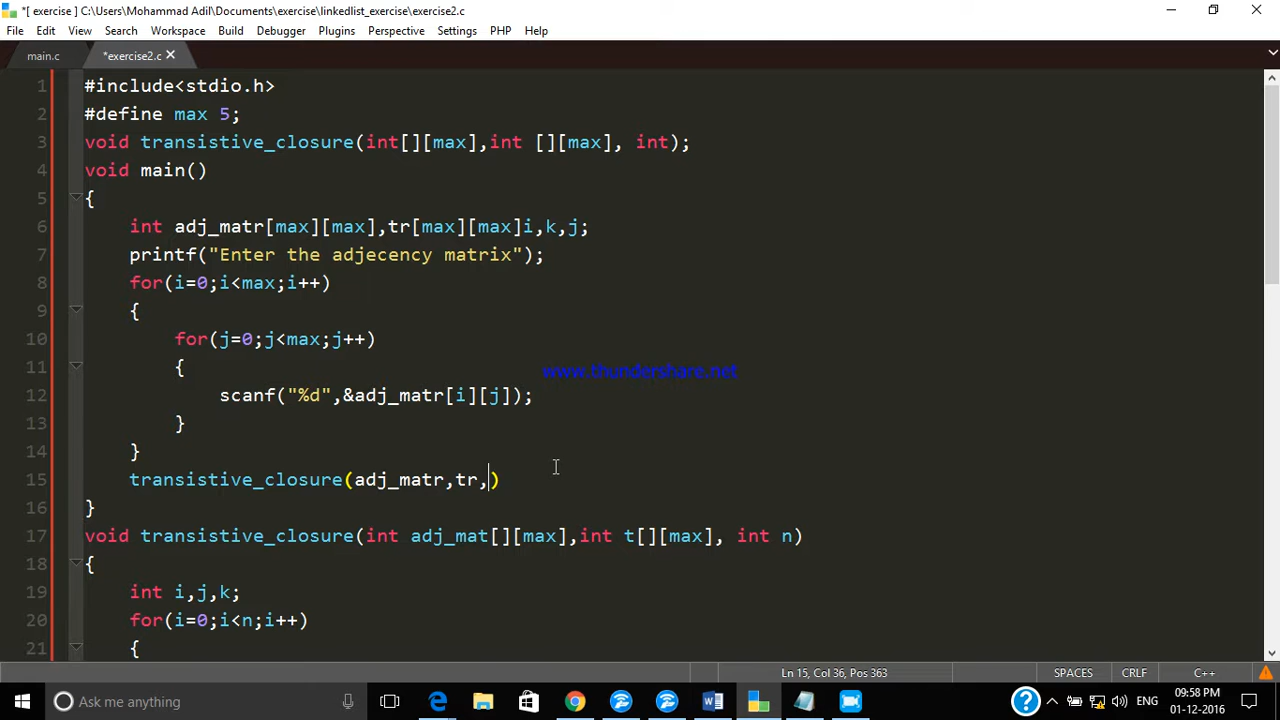 *[ exercise ] C:\Users\Mohammad Adil\Documents\exercise\linkedlist_exercise\exercise2.c
File Edit View Search Workspace Build Debugger Plugins Perspective Settings PHP Help
main.c *exercise2.c
1 #include<stdio.h>
2 #define max 5;
3 void transistive_closure(int[][max],int [][max], int);
4 void main()
5 {
6 int adj_matr[max][max],tr[max][max]i,k,j;
7 printf("Enter the adjecency matrix");
8 for(i=0;i<max;i++)
9 {
10 for(j=0;j<max;j++)
11 {
www.thundershare.net
12 scanf("%d",&adj_matr[i][j]);
13 }
14 }
15 transistive_closure(adj_matr,tr,)
16 }
17 void transistive_closure(int adj_mat[][max],int t[][max], int n)
18 {
19 int i,j,k;
20 for(i=0;i<n;i++)
21 {
Ln 15, Col 36, Pos 363 SPACES CRLF C++
Ask me anything ENG 09:58 PM
01-12-2016